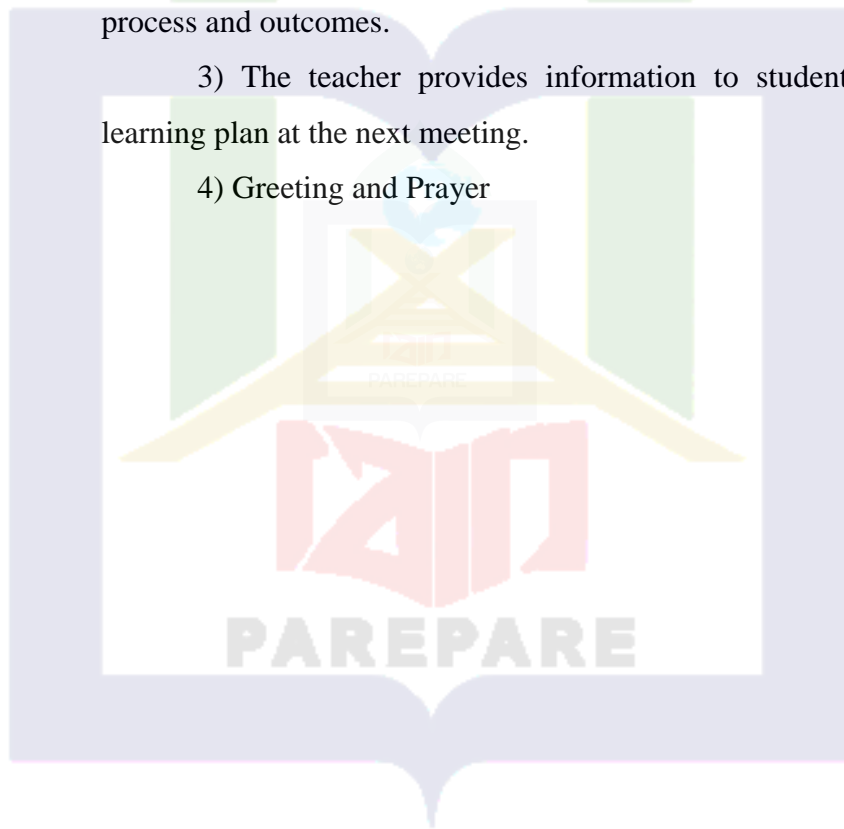 process and outcomes.
3) The teacher provides information to student
learning plan at the next meeting.
4) Greeting and Prayer
PAREPARE
PAREPARE